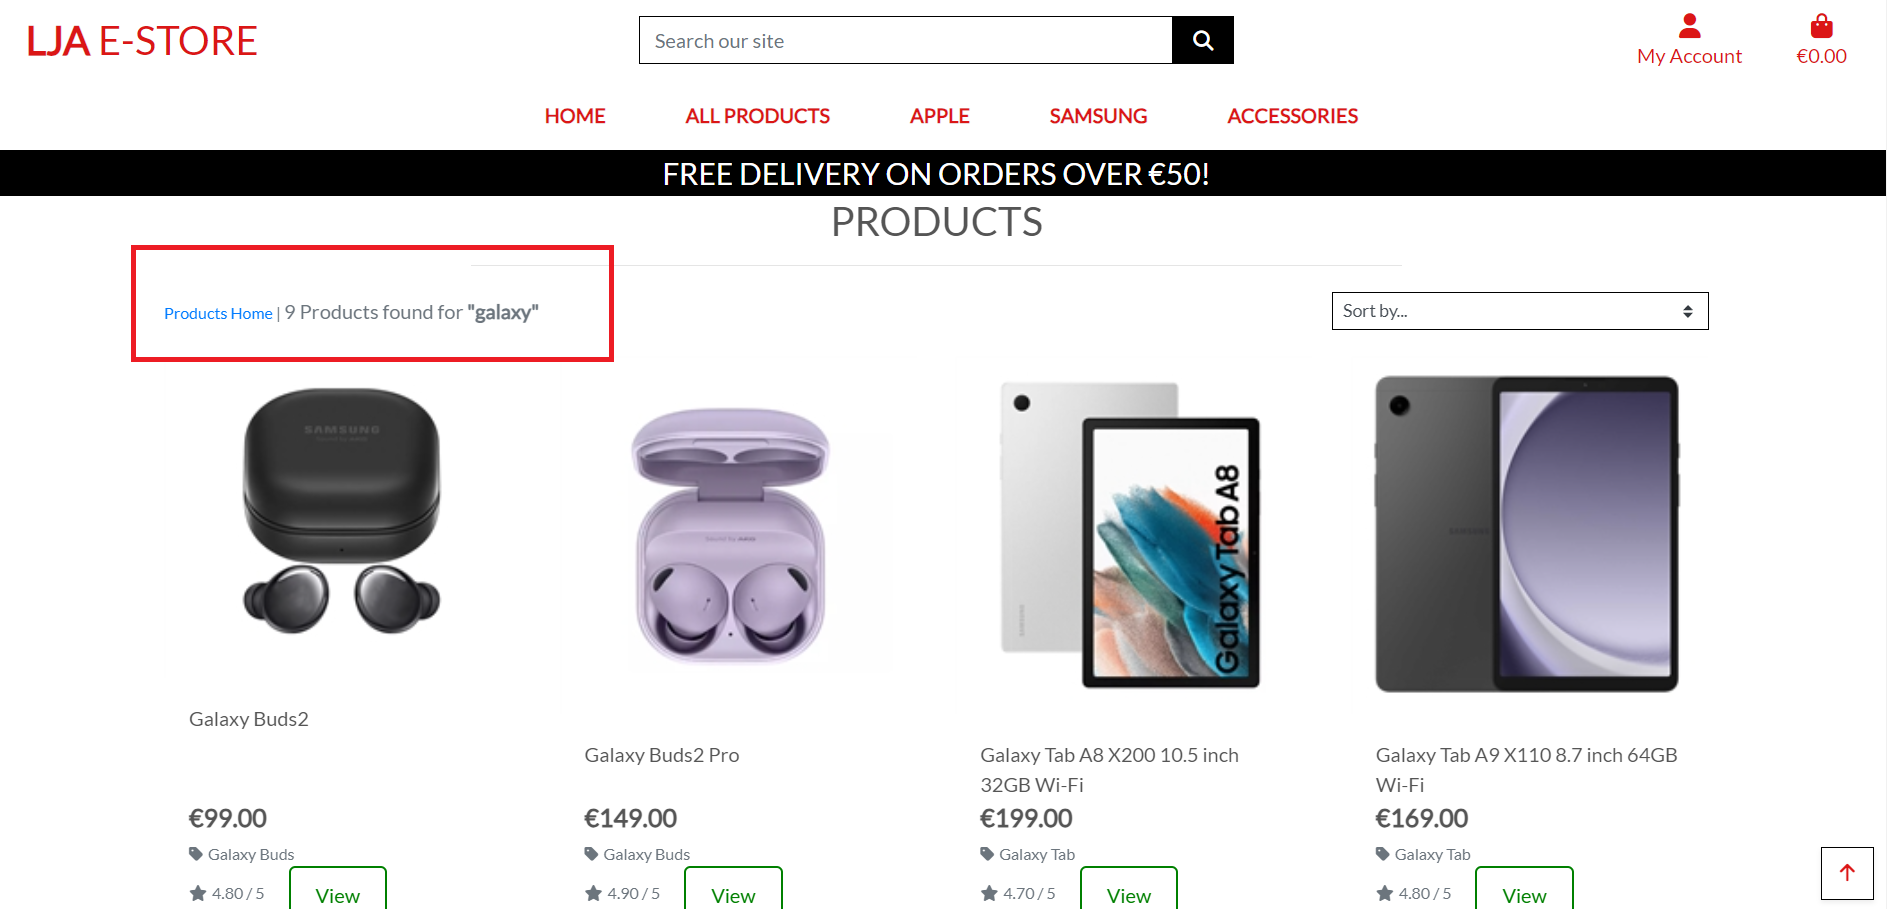 LJA E-STORE
Search our site
My Account
€0.00
HOME
ALL PRODUCTS
APPLE
SAMSUNG
ACCESSORIES
FREE DELIVERY ON ORDERS OVER €50!
PRODUCTS
Products Home | 9 Products found for "galaxy"
Sort by...
SAMSUNG
Galaxy Tab A8
Galaxy Buds2
Galaxy Buds2 Pro
Galaxy Tab A8 X200 10.5 inch
32GB Wi-Fi
Galaxy Tab A9 X110 8.7 inch 64GB
Wi-Fi
€99.00
€149.00
€199.00
€169.00
Galaxy Buds
Galaxy Buds
Galaxy Tab
Galaxy Tab
4.80 / 5
View
4.90 / 5
View
4.70 / 5
View
4.80 / 5
View